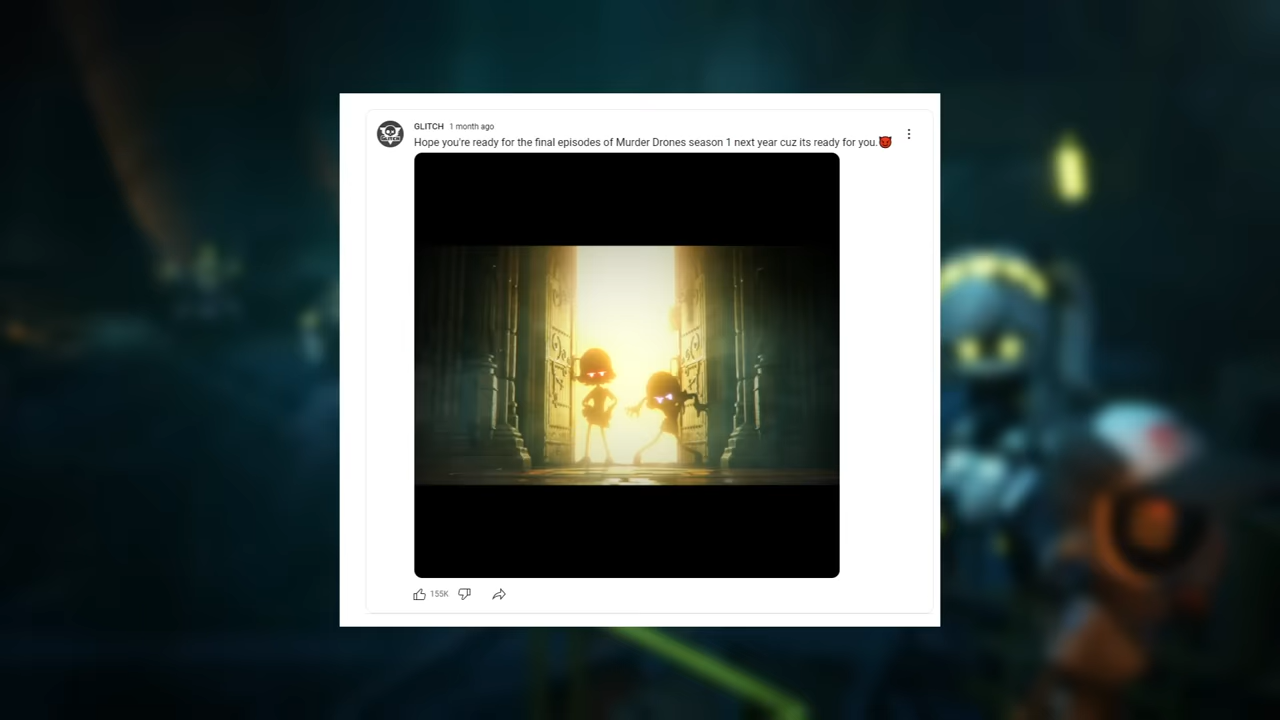 GLITCH 1 month ago
Hope you're ready for the final episodes of Murder Drones season 1 next year cuz its ready for you.😈
155K